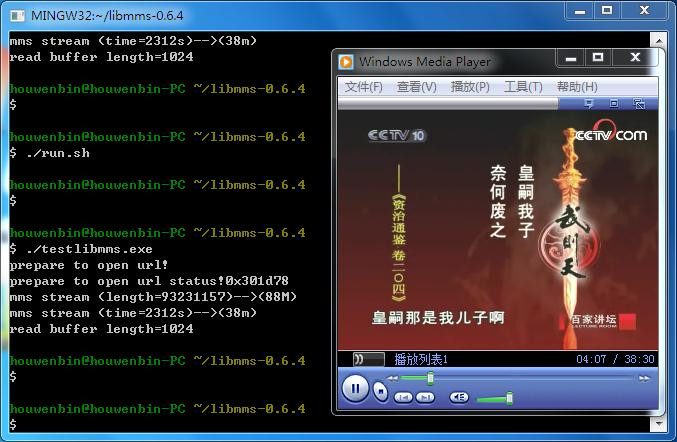 MINGW32:~/libmms-0.6.4
mms stream (time=2312s)-->(38m)
read buffer length=1024
houwenbin@houwenbin-PC ~/libmms-0.6.4
$
houwenbin@houwenbin-PC ~/libmms-0.6.4
$ ./run.sh
houwenbin@houwenbin-PC ~/libmms-0.6.4
$
houwenbin@houwenbin-PC ~/libmms-0.6.4
$ ./testlibmms.exe
prepare to open url!
prepare to open url status!0x301d78
mms stream (length=93231157)-->(88M)
mms stream (time=2312s)-->(38m)
read buffer length=1024
houwenbin@houwenbin-PC ~/libmms-0.6.4
$
houwenbin@houwenbin-PC ~/libmms-0.6.4
$
Windows Media Player
文件(F) 查看(V) 播放(P) 工具(T) 帮助(H)
CCTV 10
CCTV.com
皇嗣我子
奈何废之
——《资治通鉴 卷二〇四》
武则天
百家讲坛
LECTURE ROOM
皇嗣那是我儿子啊
播放列表1
04:07 / 38:30